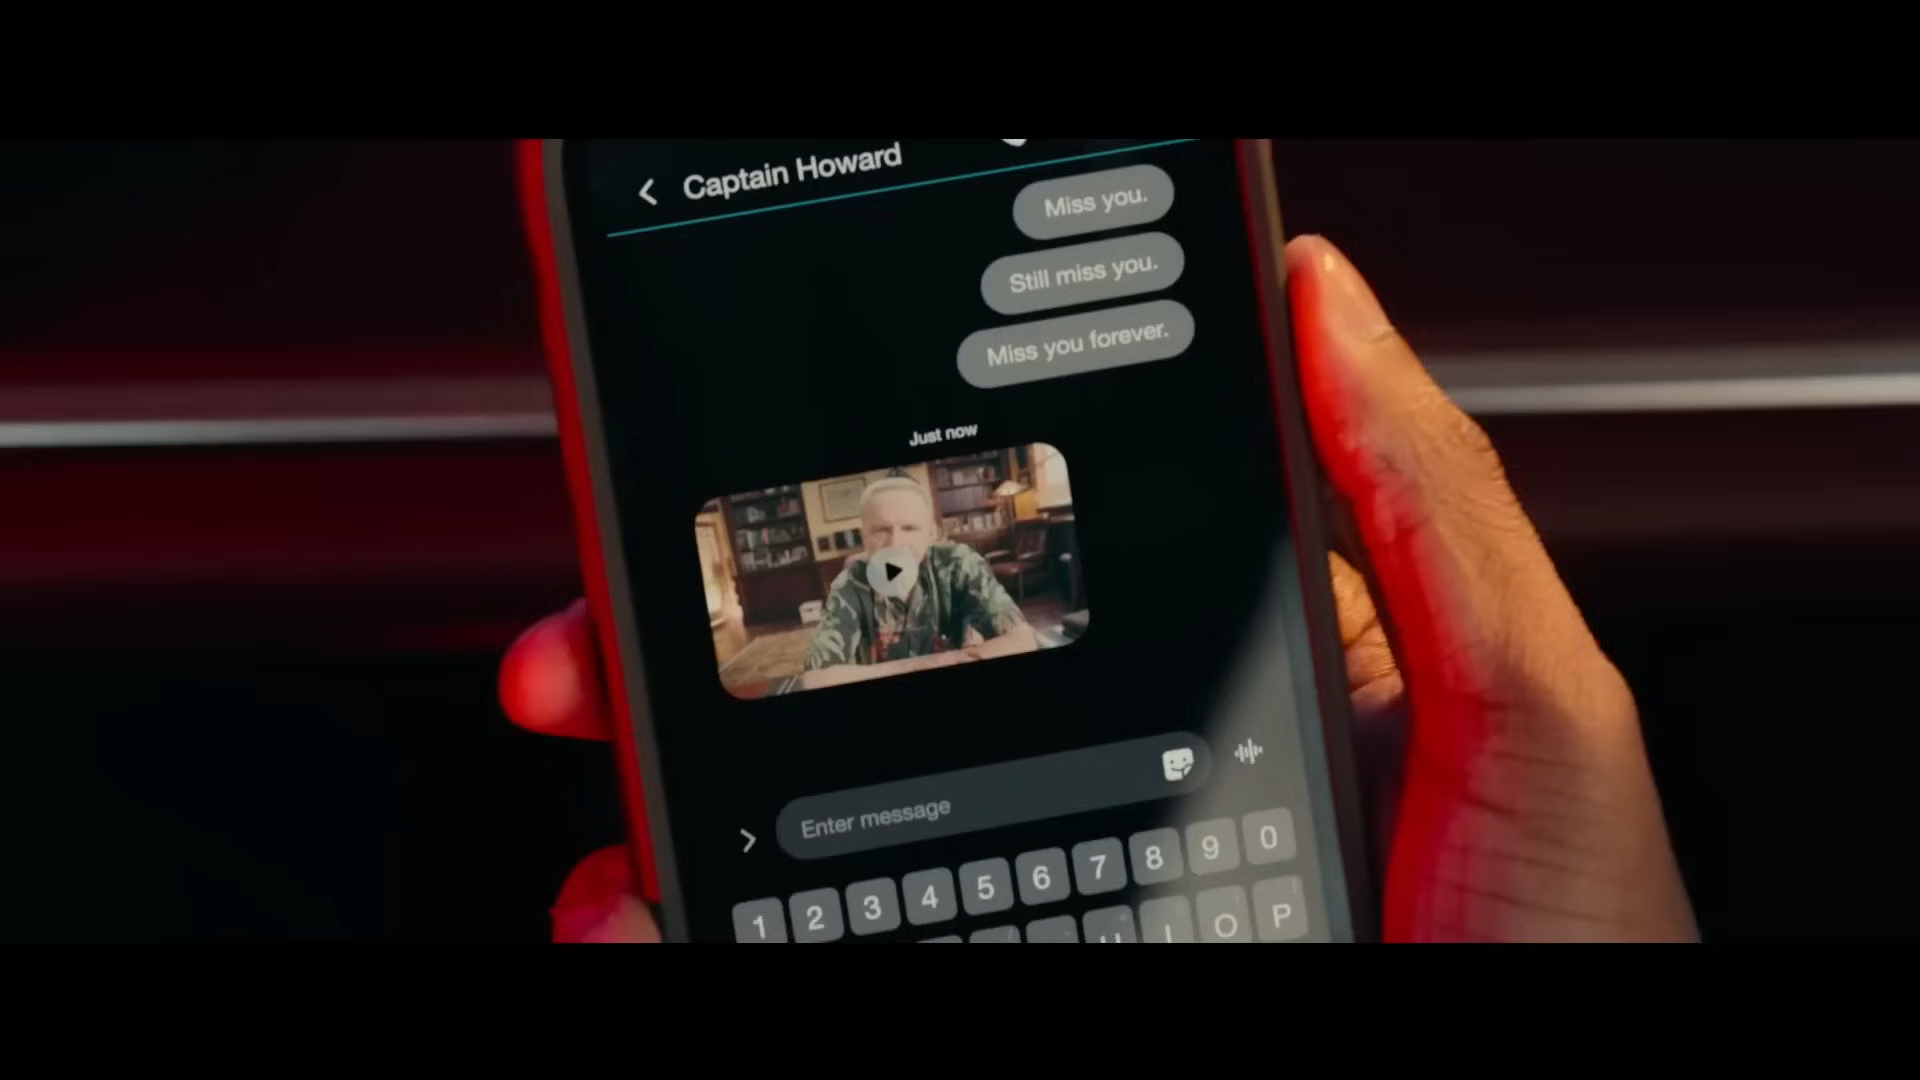 Captain Howard
Miss you.
Still miss you.
Miss you forever.
Just now
Enter message
1 2 3 4 5 6 7 8 9 0
U I O P